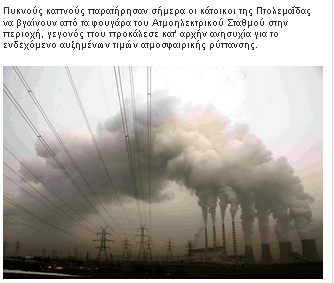 Πυκνούς καπνούς παρατήρησαν σήμερα οι κάτοικοι της Πτολεμαΐδας
να βγαίνουν από τα φουγάρα του Ατμοηλεκτρικού Σταθμού στην
περιοχή, γεγονός που προκάλεσε κατ' αρχήν ανησυχία για το
ενδεχόμενο αυξημένων τιμών ατμοσφαιρικής ρύπανσης.